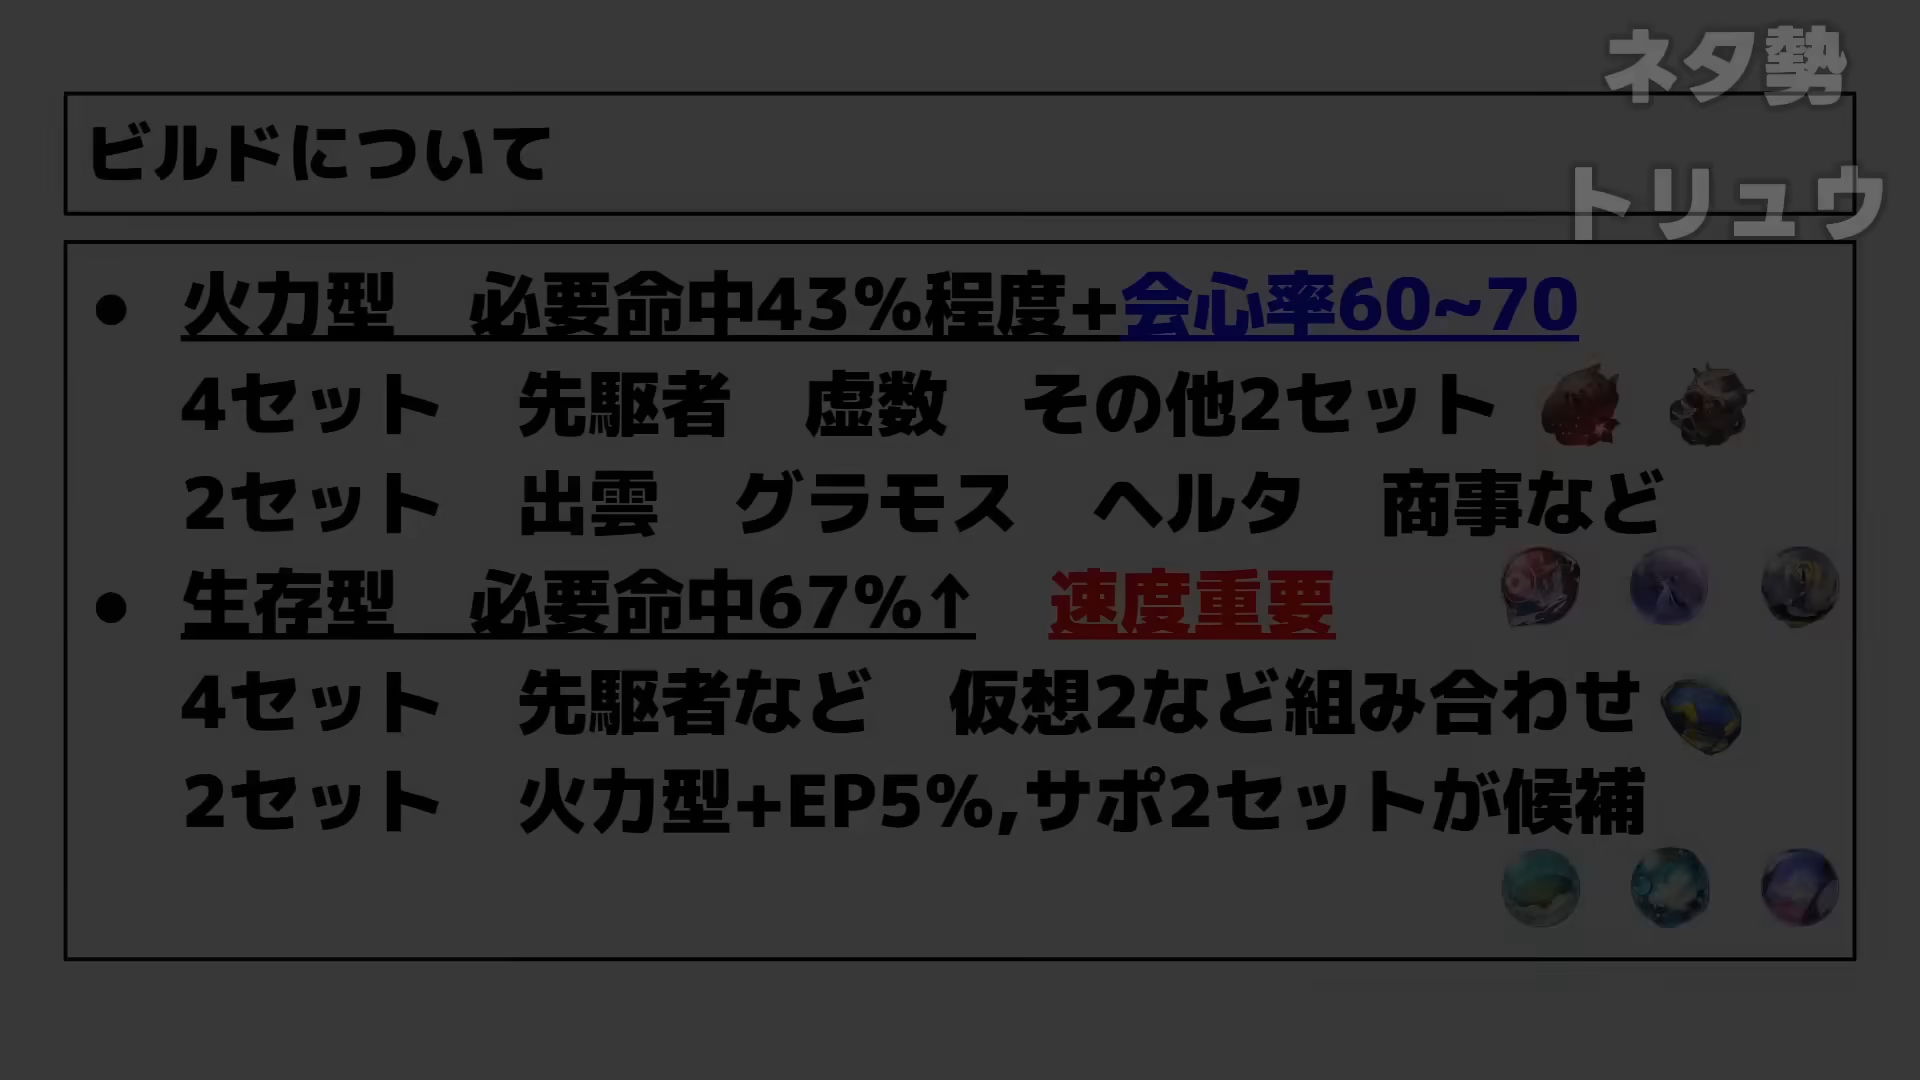 ネタ勢
トリュウ
ビルドについて
● 火力型　必要命中43%程度+会心率60~70
4セット　先駆者　虚数　その他2セット
2セット　出雲　グラモス　ヘルタ　商事など
● 生存型　必要命中67%↑　速度重要
4セット　先駆者など　仮想2など組み合わせ
2セット　火力型+EP5%,サポ2セットが候補